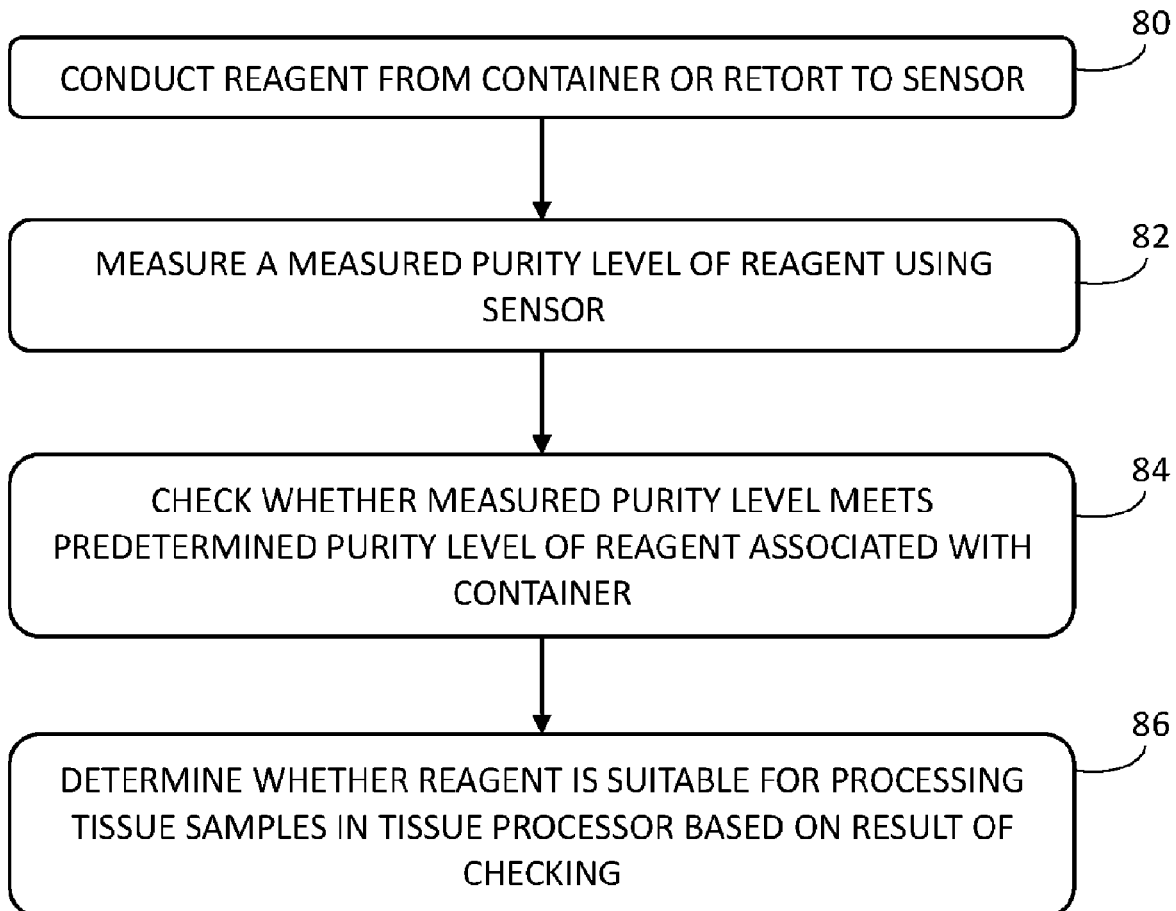 80
CONDUCT REAGENT FROM CONTAINER OR RETORT TO SENSOR
82
MEASURE A MEASURED PURITY LEVEL OF REAGENT USING
SENSOR
84
CHECK WHETHER MEASURED PURITY LEVEL MEETS
PREDETERMINED PURITY LEVEL OF REAGENT ASSOCIATED WITH
CONTAINER
86
DETERMINE WHETHER REAGENT IS SUITABLE FOR PROCESSING
TISSUE SAMPLES IN TISSUE PROCESSOR BASED ON RESULT OF
CHECKING